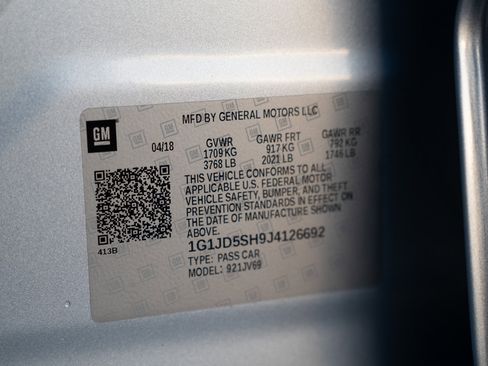 MFD BY GENERAL MOTORS LLC
GM
04/18
GVWR GAWR FRT GAWR RR
1709 KG 917 KG 792 KG
3768 LB 2021 LB 1746 LB
THIS VEHICLE CONFORMS TO ALL
APPLICABLE U.S. FEDERAL MOTOR
VEHICLE SAFETY, BUMPER, AND THEFT
PREVENTION STANDARDS IN EFFECT ON
THE DATE OF MANUFACTURE SHOWN
ABOVE.
1G1JD5SH9J4126692
413B
TYPE: PASS CAR
MODEL: 921JV69